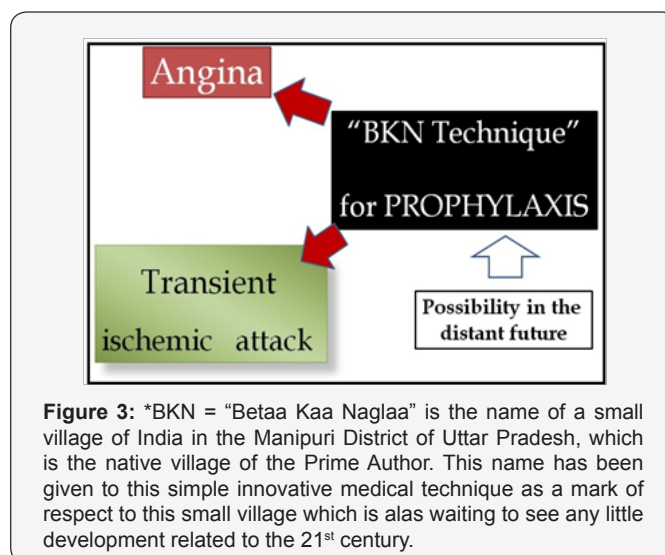 Angina
“BKN Technique”
for PROPHYLAXIS
Transient
ischemic attack
Possibility in the
distant future
Figure 3: *BKN = “Betaa Kaa Naglaa” is the name of a small
village of India in the Manipuri District of Uttar Pradesh, which
is the native village of the Prime Author. This name has been
given to this simple innovative medical technique as a mark of
respect to this small village which is alas waiting to see any little
development related to the 21st century.